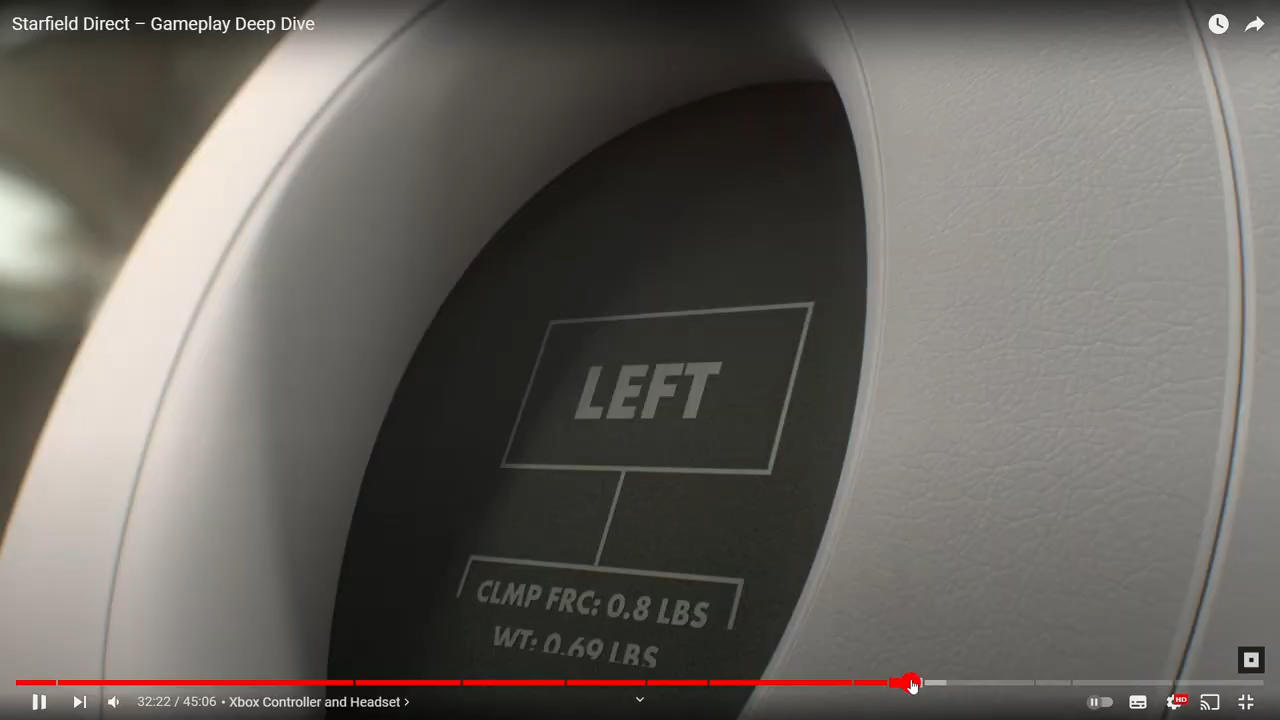 Starfield Direct – Gameplay Deep Dive
LEFT
CLMP FRC: 0.8 LBS
WT: 0.69 LBS
32:22 / 45:06 • Xbox Controller and Headset >
HD